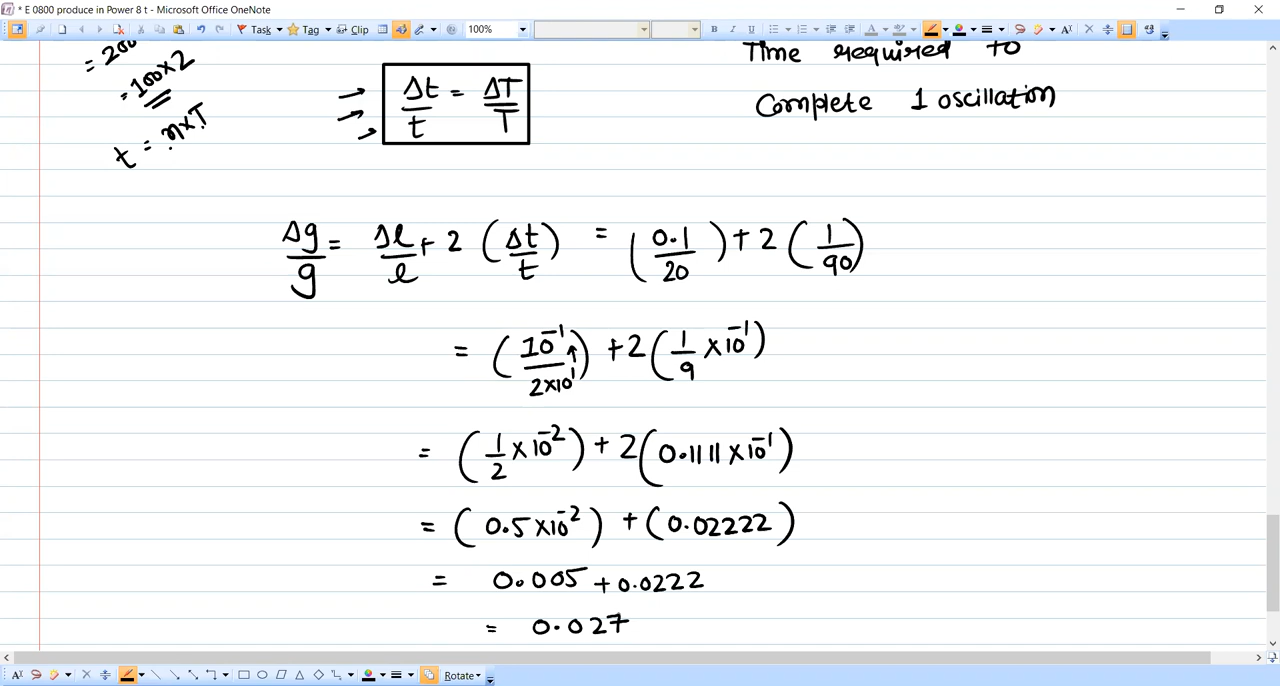 * E 0800 produce in Power 8 t - Microsoft Office OneNote
Task Tag Clip 100%
= 200
= 100×2
t = n×T
Δt/t = ΔT/T
Time required to
Complete 1 oscillation
Δg/g = Δl/l + 2 (Δt/t) = (0.1/20) + 2 (1/90)
= (10⁻¹/2×10¹) + 2 (1/9 × 10⁻¹)
= (1/2 × 10⁻²) + 2 (0.1111 × 10⁻¹)
= (0.5 × 10⁻²) + (0.02222)
= 0.005 + 0.0222
= 0.027
Rotate